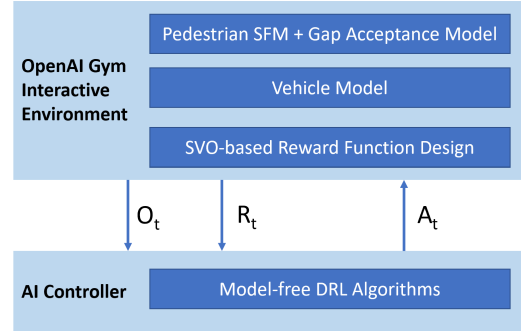 Pedestrian SFM + Gap Acceptance Model
OpenAI Gym
Interactive
Environment
Vehicle Model
SVO-based Reward Function Design
Ot
Rt
At
AI Controller
Model-free DRL Algorithms